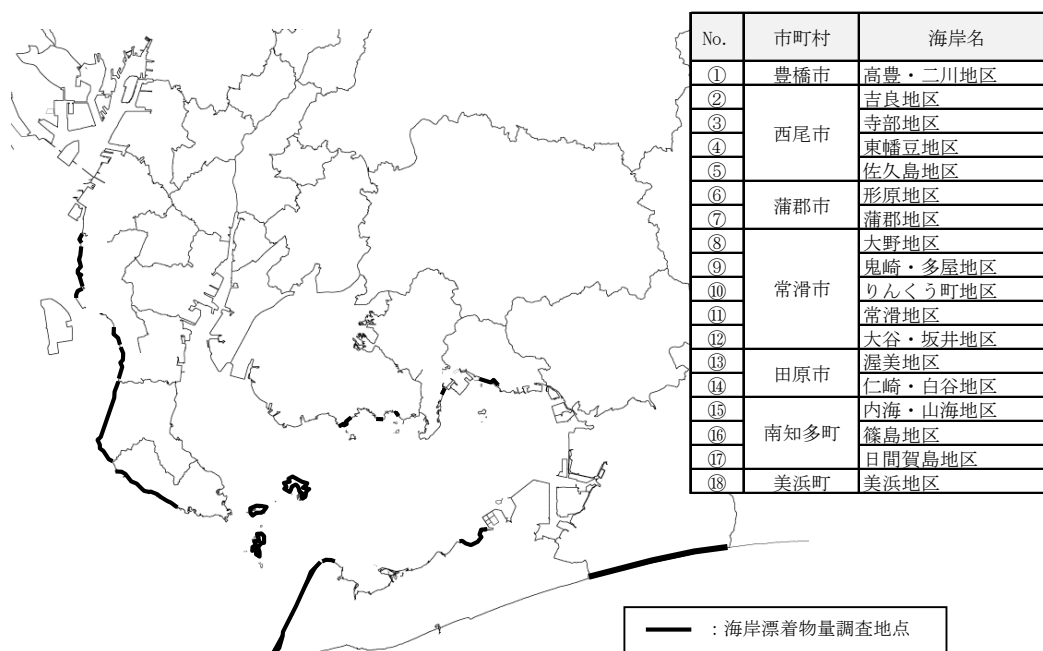 No. 市町村 海岸名
① 豊橋市 高豊・二川地区
② 西尾市 吉良地区
③ 寺部地区
④ 東幡豆地区
⑤ 佐久島地区
⑥ 蒲郡市 形原地区
⑦ 蒲郡地区
⑧ 常滑市 大野地区
⑨ 鬼崎・多屋地区
⑩ りんくう町地区
⑪ 常滑地区
⑫ 大谷・坂井地区
⑬ 田原市 渥美地区
⑭ 仁崎・白谷地区
⑮ 南知多町 内海・山海地区
⑯ 篠島地区
⑰ 日間賀島地区
⑱ 美浜町 美浜地区
：海岸漂着物量調査地点